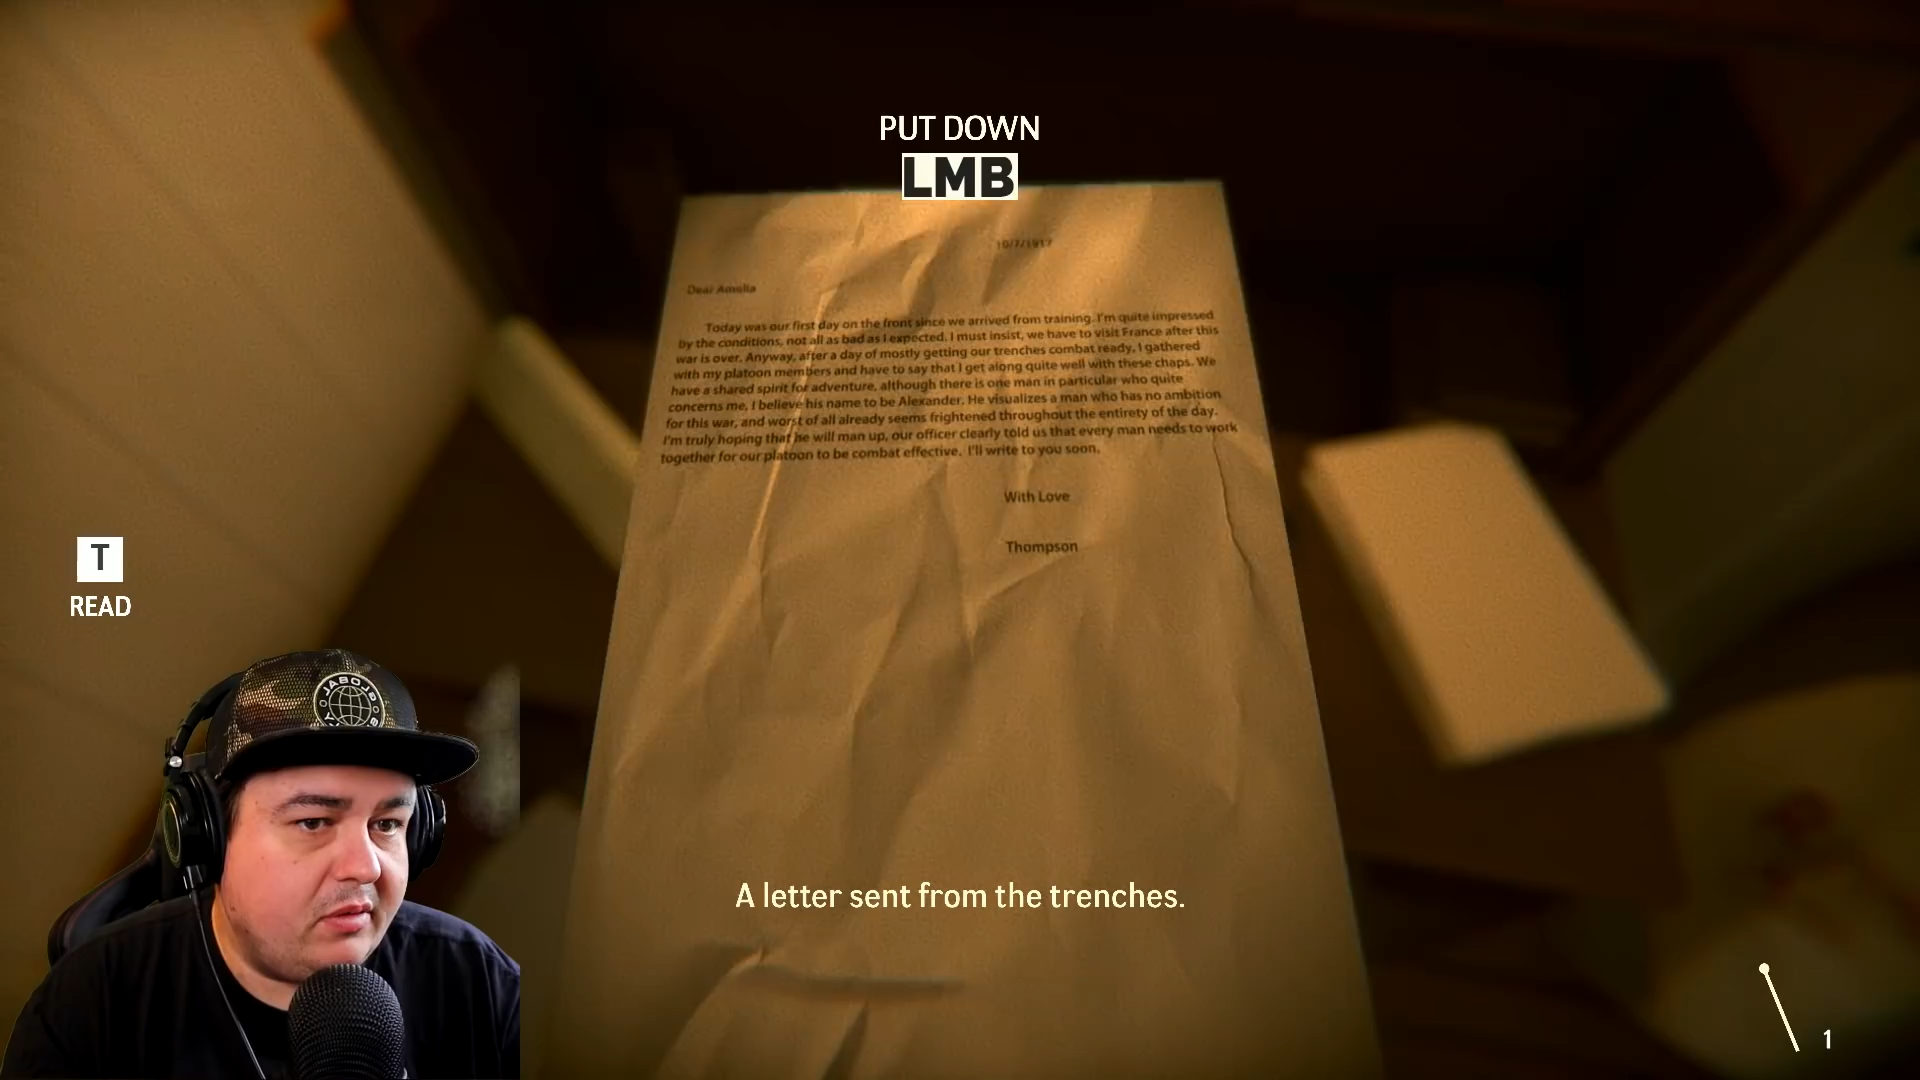 PUT DOWN
LMB
10/7/1917
Dear Amelia
Today was our first day on the front since we arrived from training. I'm quite impressed
by the conditions, not all as bad as I expected. I must insist, we have to visit France after this
war is over. Anyway, after a day of mostly getting our trenches combat ready, I gathered
with my platoon members and have to say that I get along quite well with these chaps. We
have a shared spirit for adventure, although there is one man in particular who quite
concerns me, I believe his name to be Alexander. He visualizes a man who has no ambition
for this war, and worst of all already seems frightened throughout the entirety of the day.
I'm truly hoping that he will man up, our officer clearly told us that every man needs to work
together for our platoon to be combat effective. I'll write to you soon.
With Love
Thompson
T
READ
A letter sent from the trenches.
1